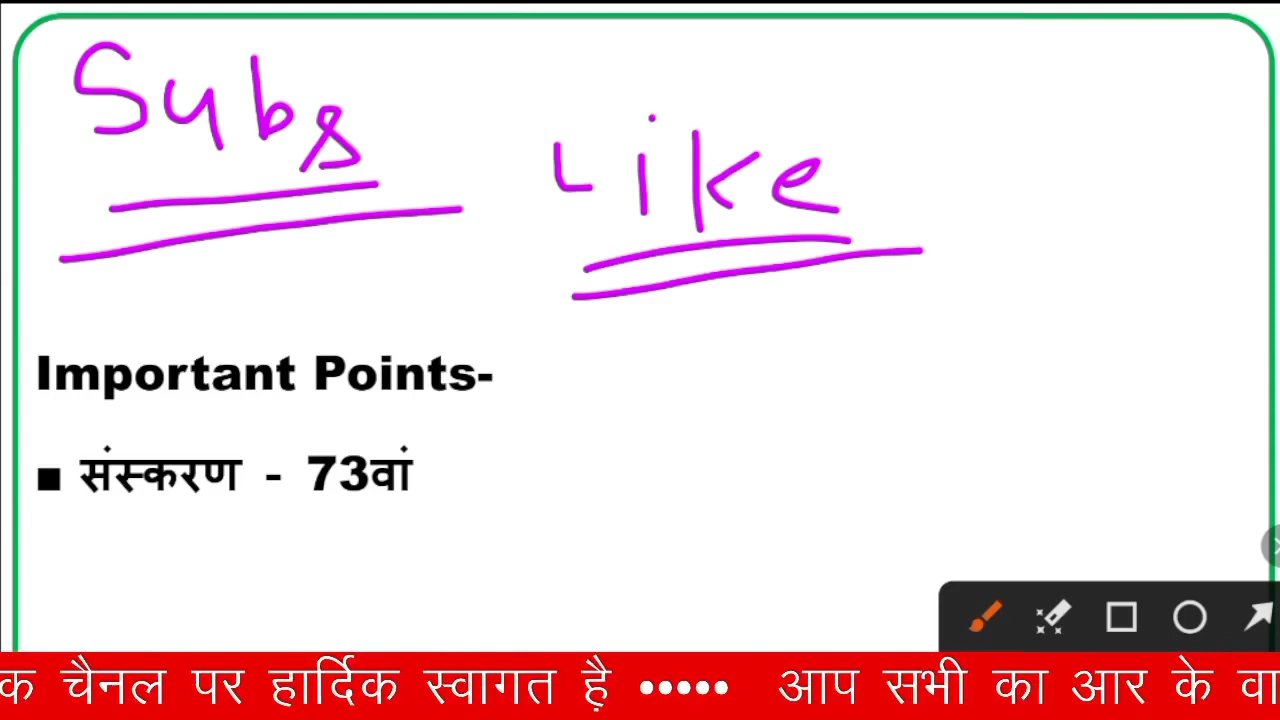 Subs
Like
Important Points-
▪ संस्करण - 73वां
क चैनल पर हार्दिक स्वागत है ••••• आप सभी का आर के वा